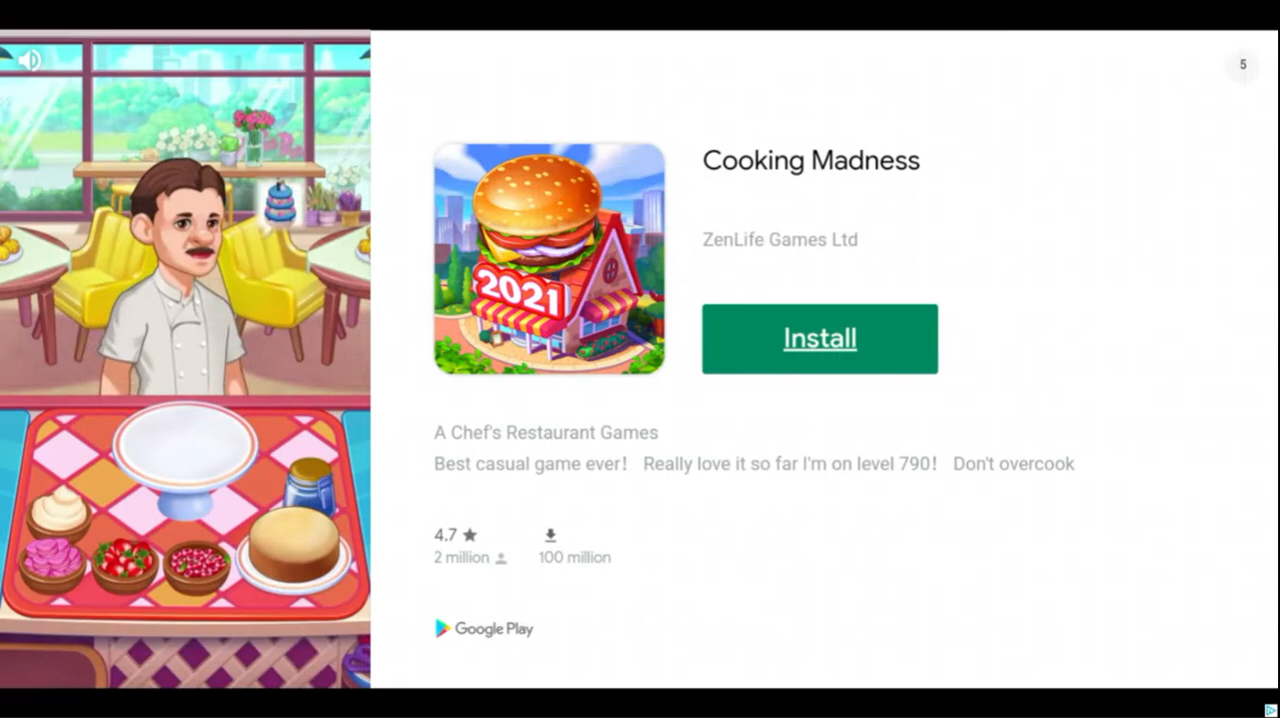 5
Cooking Madness
ZenLife Games Ltd
2021
Install
A Chef's Restaurant Games
Best casual game ever! Really love it so far I'm on level 790! Don't overcook
4.7
2 million
100 million
Google Play